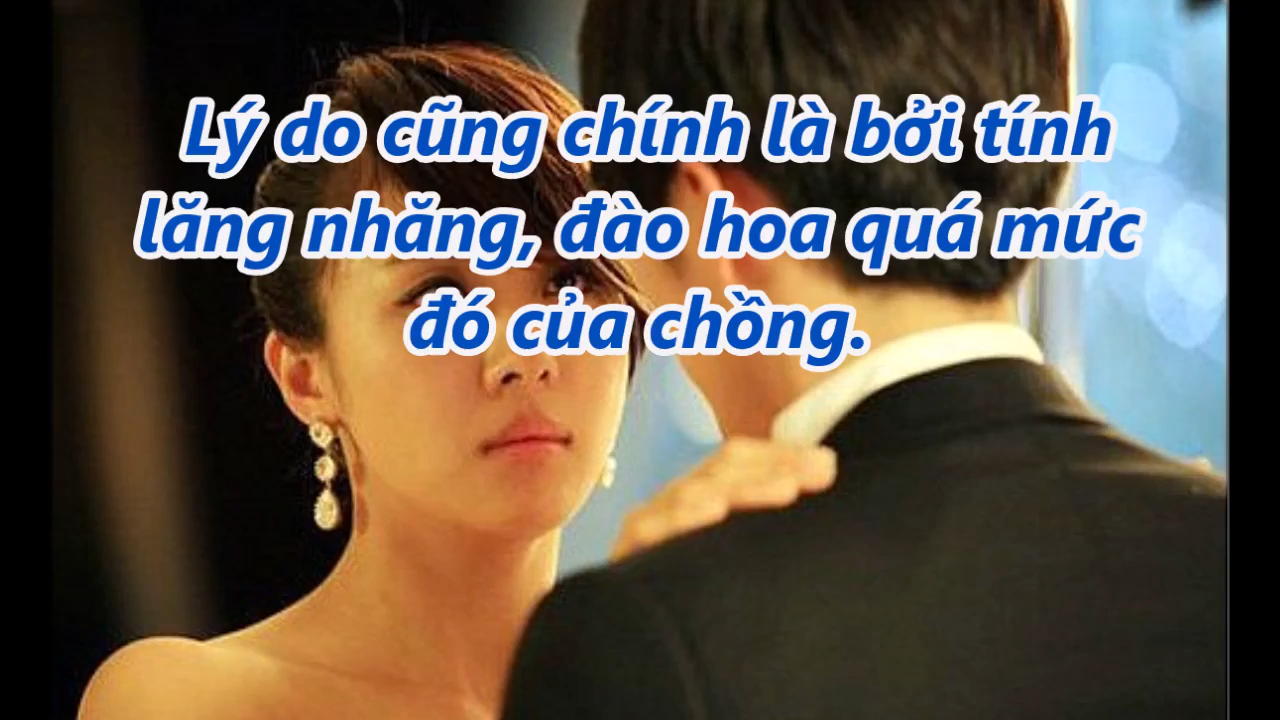 Lý do cũng chính là bởi tính
lăng nhăng, đào hoa quá mức
đó của chồng.